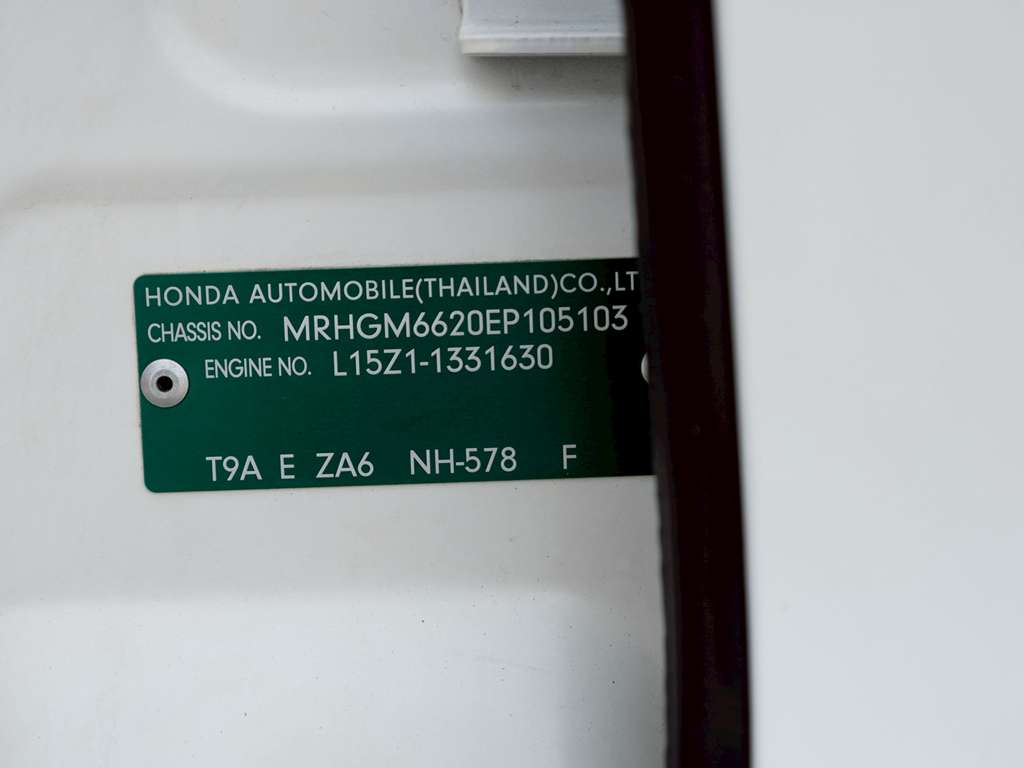 HONDA AUTOMOBILE(THAILAND)CO.,LT
CHASSIS NO. MRHGM6620EP105103
ENGINE NO. L15Z1-1331630
T9A E ZA6 NH-578 F